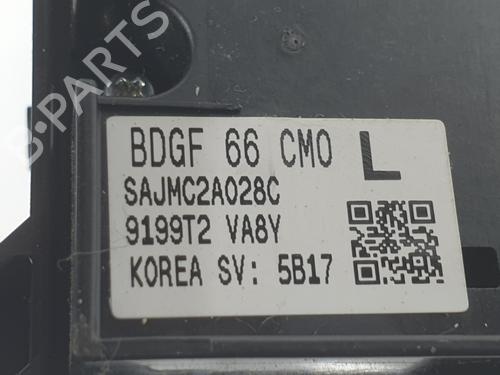 B-PARTS
BDGF 66 CM0 L
SAJMC2A028C
9199T2 VA8Y
KOREA SV: 5B17